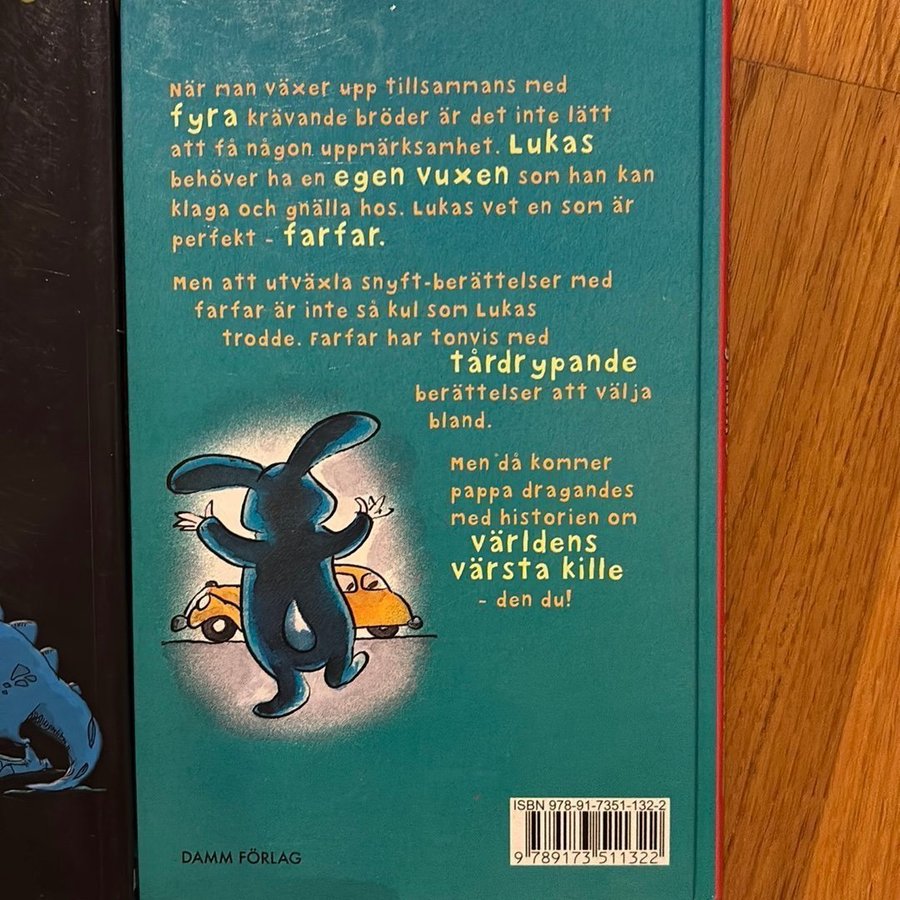 När man växer upp tillsammans med
fyra krävande bröder är det inte lätt
att få någon uppmärksamhet. Lukas
behöver ha en egen vuxen som han kan
klaga och gnälla hos. Lukas vet en som är
perfekt - farfar.
Men att utväxla snyft-berättelser med
farfar är inte så kul som Lukas
trodde. Farfar har tonvis med
tårdrypande
berättelser att välja
bland.
Men då kommer
pappa dragandes
med historien om
världens
värsta kille
- den du!
ISBN 978-91-7351-132-2
9 789173 511322
DAMM FÖRLAG